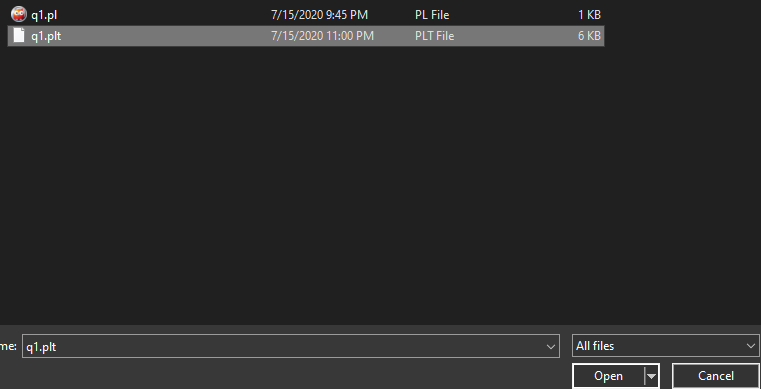 q1.pl 7/15/2020 9:45 PM PL File 1 KB
q1.plt 7/15/2020 11:00 PM PLT File 6 KB
me: q1.plt All files
Open Cancel